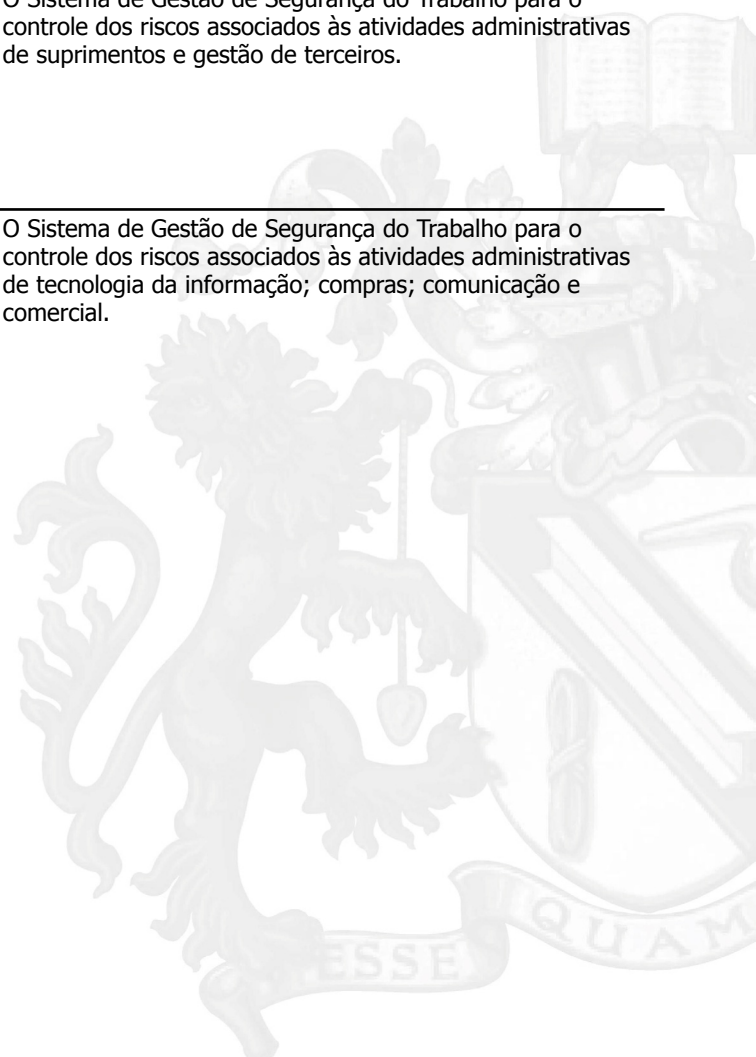 O Sistema de Gestão de Segurança do Trabalho para o
controle dos riscos associados às atividades administrativas
de suprimentos e gestão de terceiros.
O Sistema de Gestão de Segurança do Trabalho para o
controle dos riscos associados às atividades administrativas
de tecnologia da informação; compras; comunicação e
comercial.
ESSE
QUAM